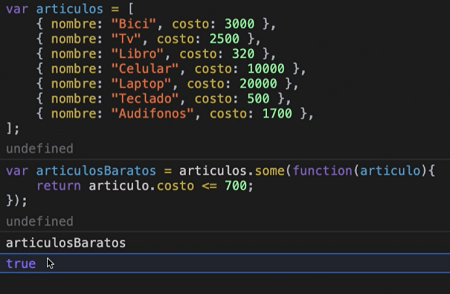 var articulos = [
{ nombre: "Bici", costo: 3000 },
{ nombre: "Tv", costo: 2500 },
{ nombre: "Libro", costo: 320 },
{ nombre: "Celular", costo: 10000 },
{ nombre: "Laptop", costo: 20000 },
{ nombre: "Teclado", costo: 500 },
{ nombre: "Audifonos", costo: 1700 },
];
undefined
var articulosBaratos = articulos.some(function(articulo){
return articulo.costo <= 700;
});
undefined
articulosBaratos
true